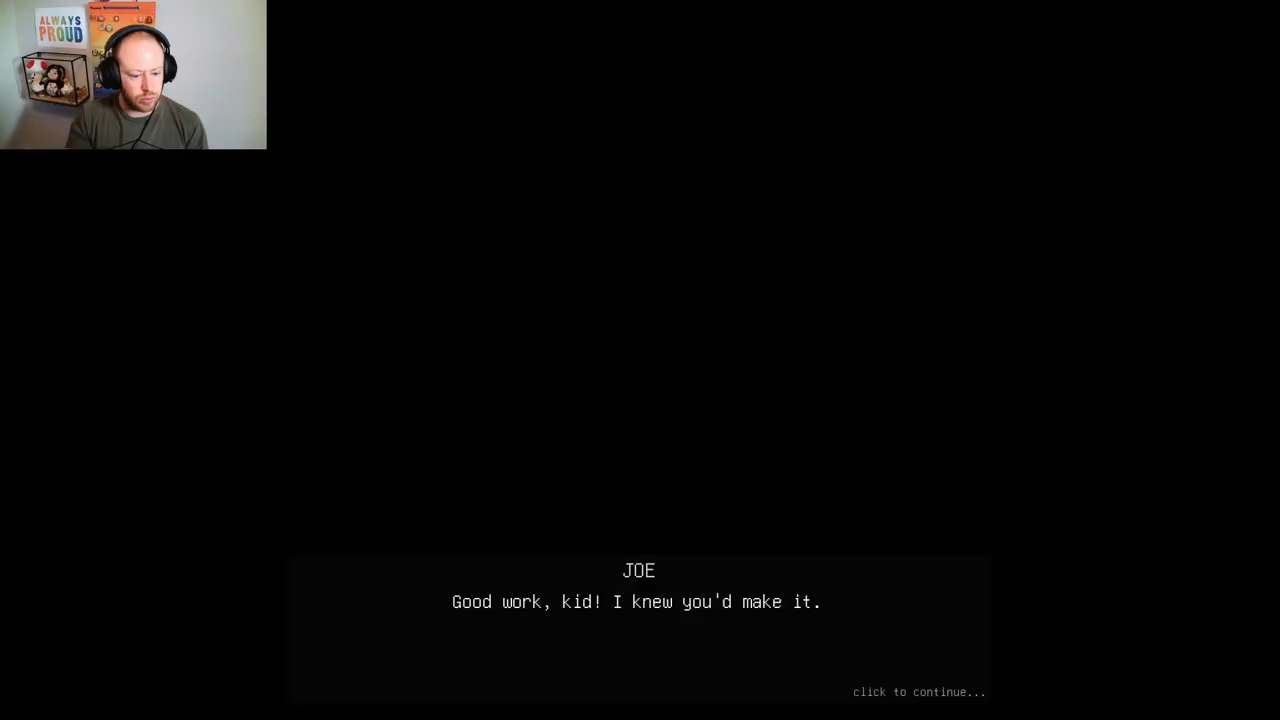 ALWAYS
PROUD
JOE
Good work, kid! I knew you'd make it.
click to continue...